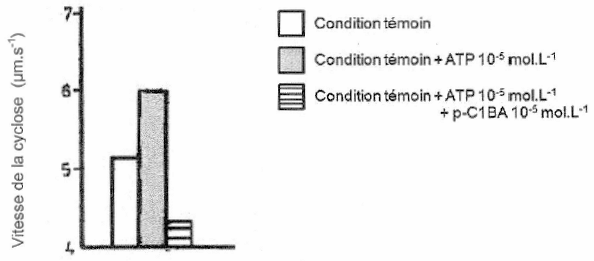 7
6
5
4
Vitesse de la cyclose (µm.s⁻¹)
Condition témoin
Condition témoin + ATP 10⁻⁵ mol.L⁻¹
Condition témoin + ATP 10⁻⁵ mol.L⁻¹
+ p-C1BA 10⁻⁵ mol.L⁻¹